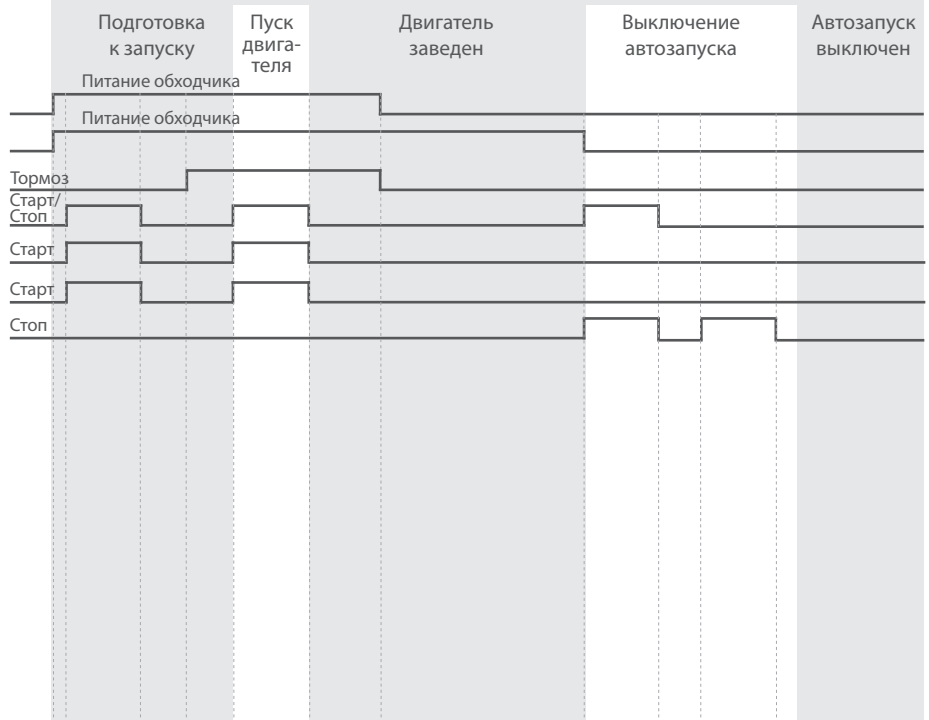 Подготовка
к запуску
Пуск
двига-
теля
Двигатель
заведен
Выключение
автозапуска
Автозапуск
выключен
Питание обходчика
Питание обходчика
Тормоз
Старт/
Стоп
Старт
Старт
Стоп